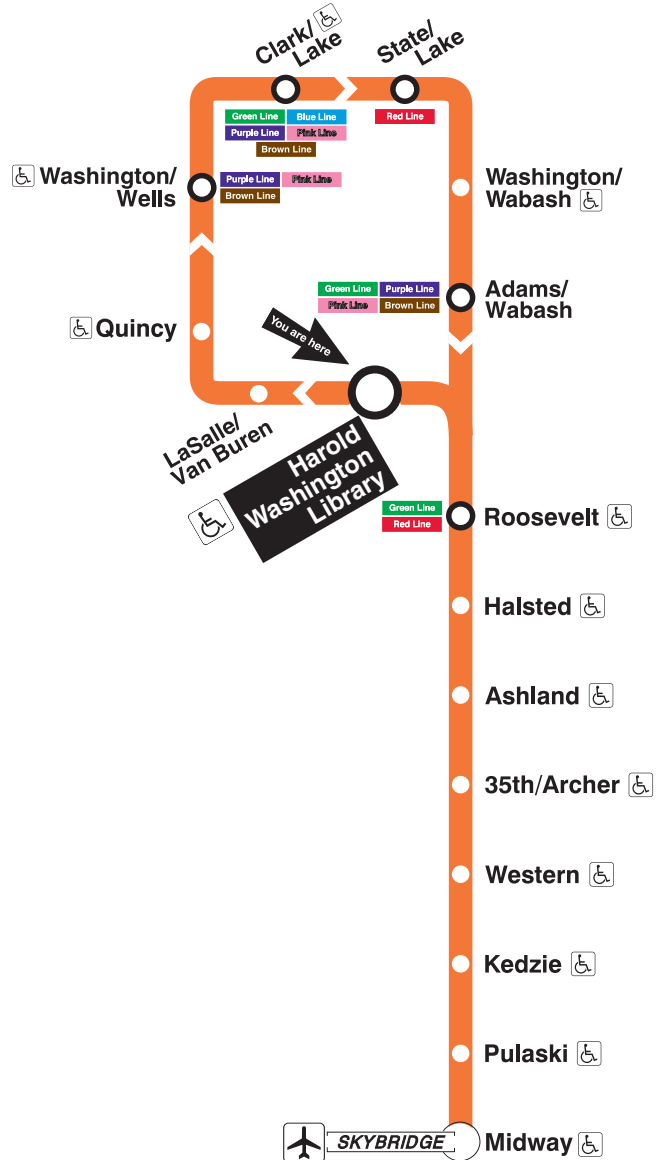 Clark/
Lake
State/
Lake
Green Line
Blue Line
Purple Line
Pink Line
Brown Line
Red Line
Washington/
Wells
Purple Line
Pink Line
Brown Line
Washington/
Wabash
Green Line
Purple Line
Pink Line
Brown Line
Adams/
Wabash
Quincy
You are here
LaSalle/
Van Buren
Harold
Washington
Library
Green Line
Red Line
Roosevelt
Halsted
Ashland
35th/Archer
Western
Kedzie
Pulaski
SKYBRIDGE
Midway